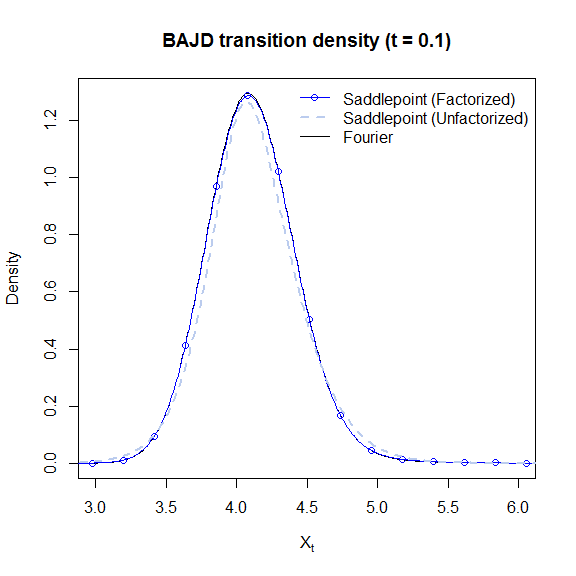 BAJD transition density (t = 0.1)
Saddlepoint (Factorized)
Saddlepoint (Unfactorized)
Fourier
Density
1.2
1.0
0.8
0.6
0.4
0.2
0.0
3.0 3.5 4.0 4.5 5.0 5.5 6.0
Xt